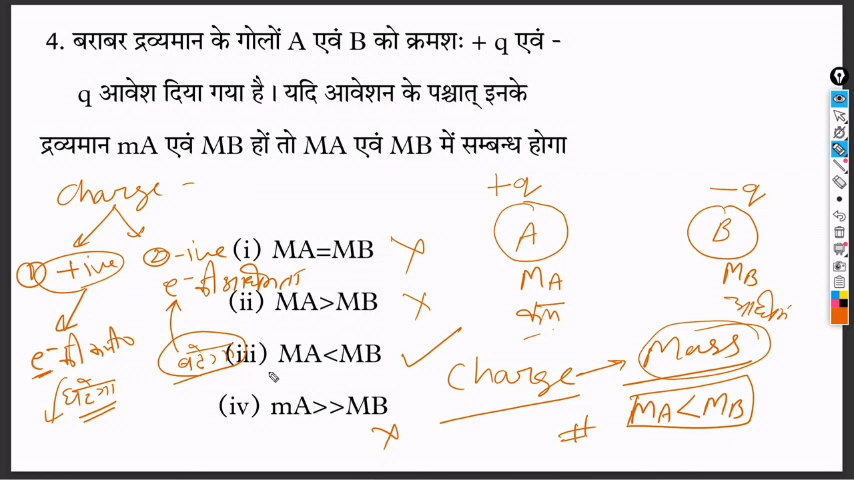 4. बराबर द्रव्यमान के गोलों A एवं B को क्रमशः + q एवं -
q आवेश दिया गया है । यदि आवेशन के पश्चात् इनके
द्रव्यमान mA एवं MB हों तो MA एवं MB में सम्बन्ध होगा
charge -
① +ive
② -ive
e⁻ की कमी
घटेगा
e⁻ की अधिकता
बढेगा
(i) MA=MB
(ii) MA>MB
(iii) MA<MB
(iv) mA>>MB
+q
A
MA
कम
-q
B
MB
charge → Mass
MA<MB
#